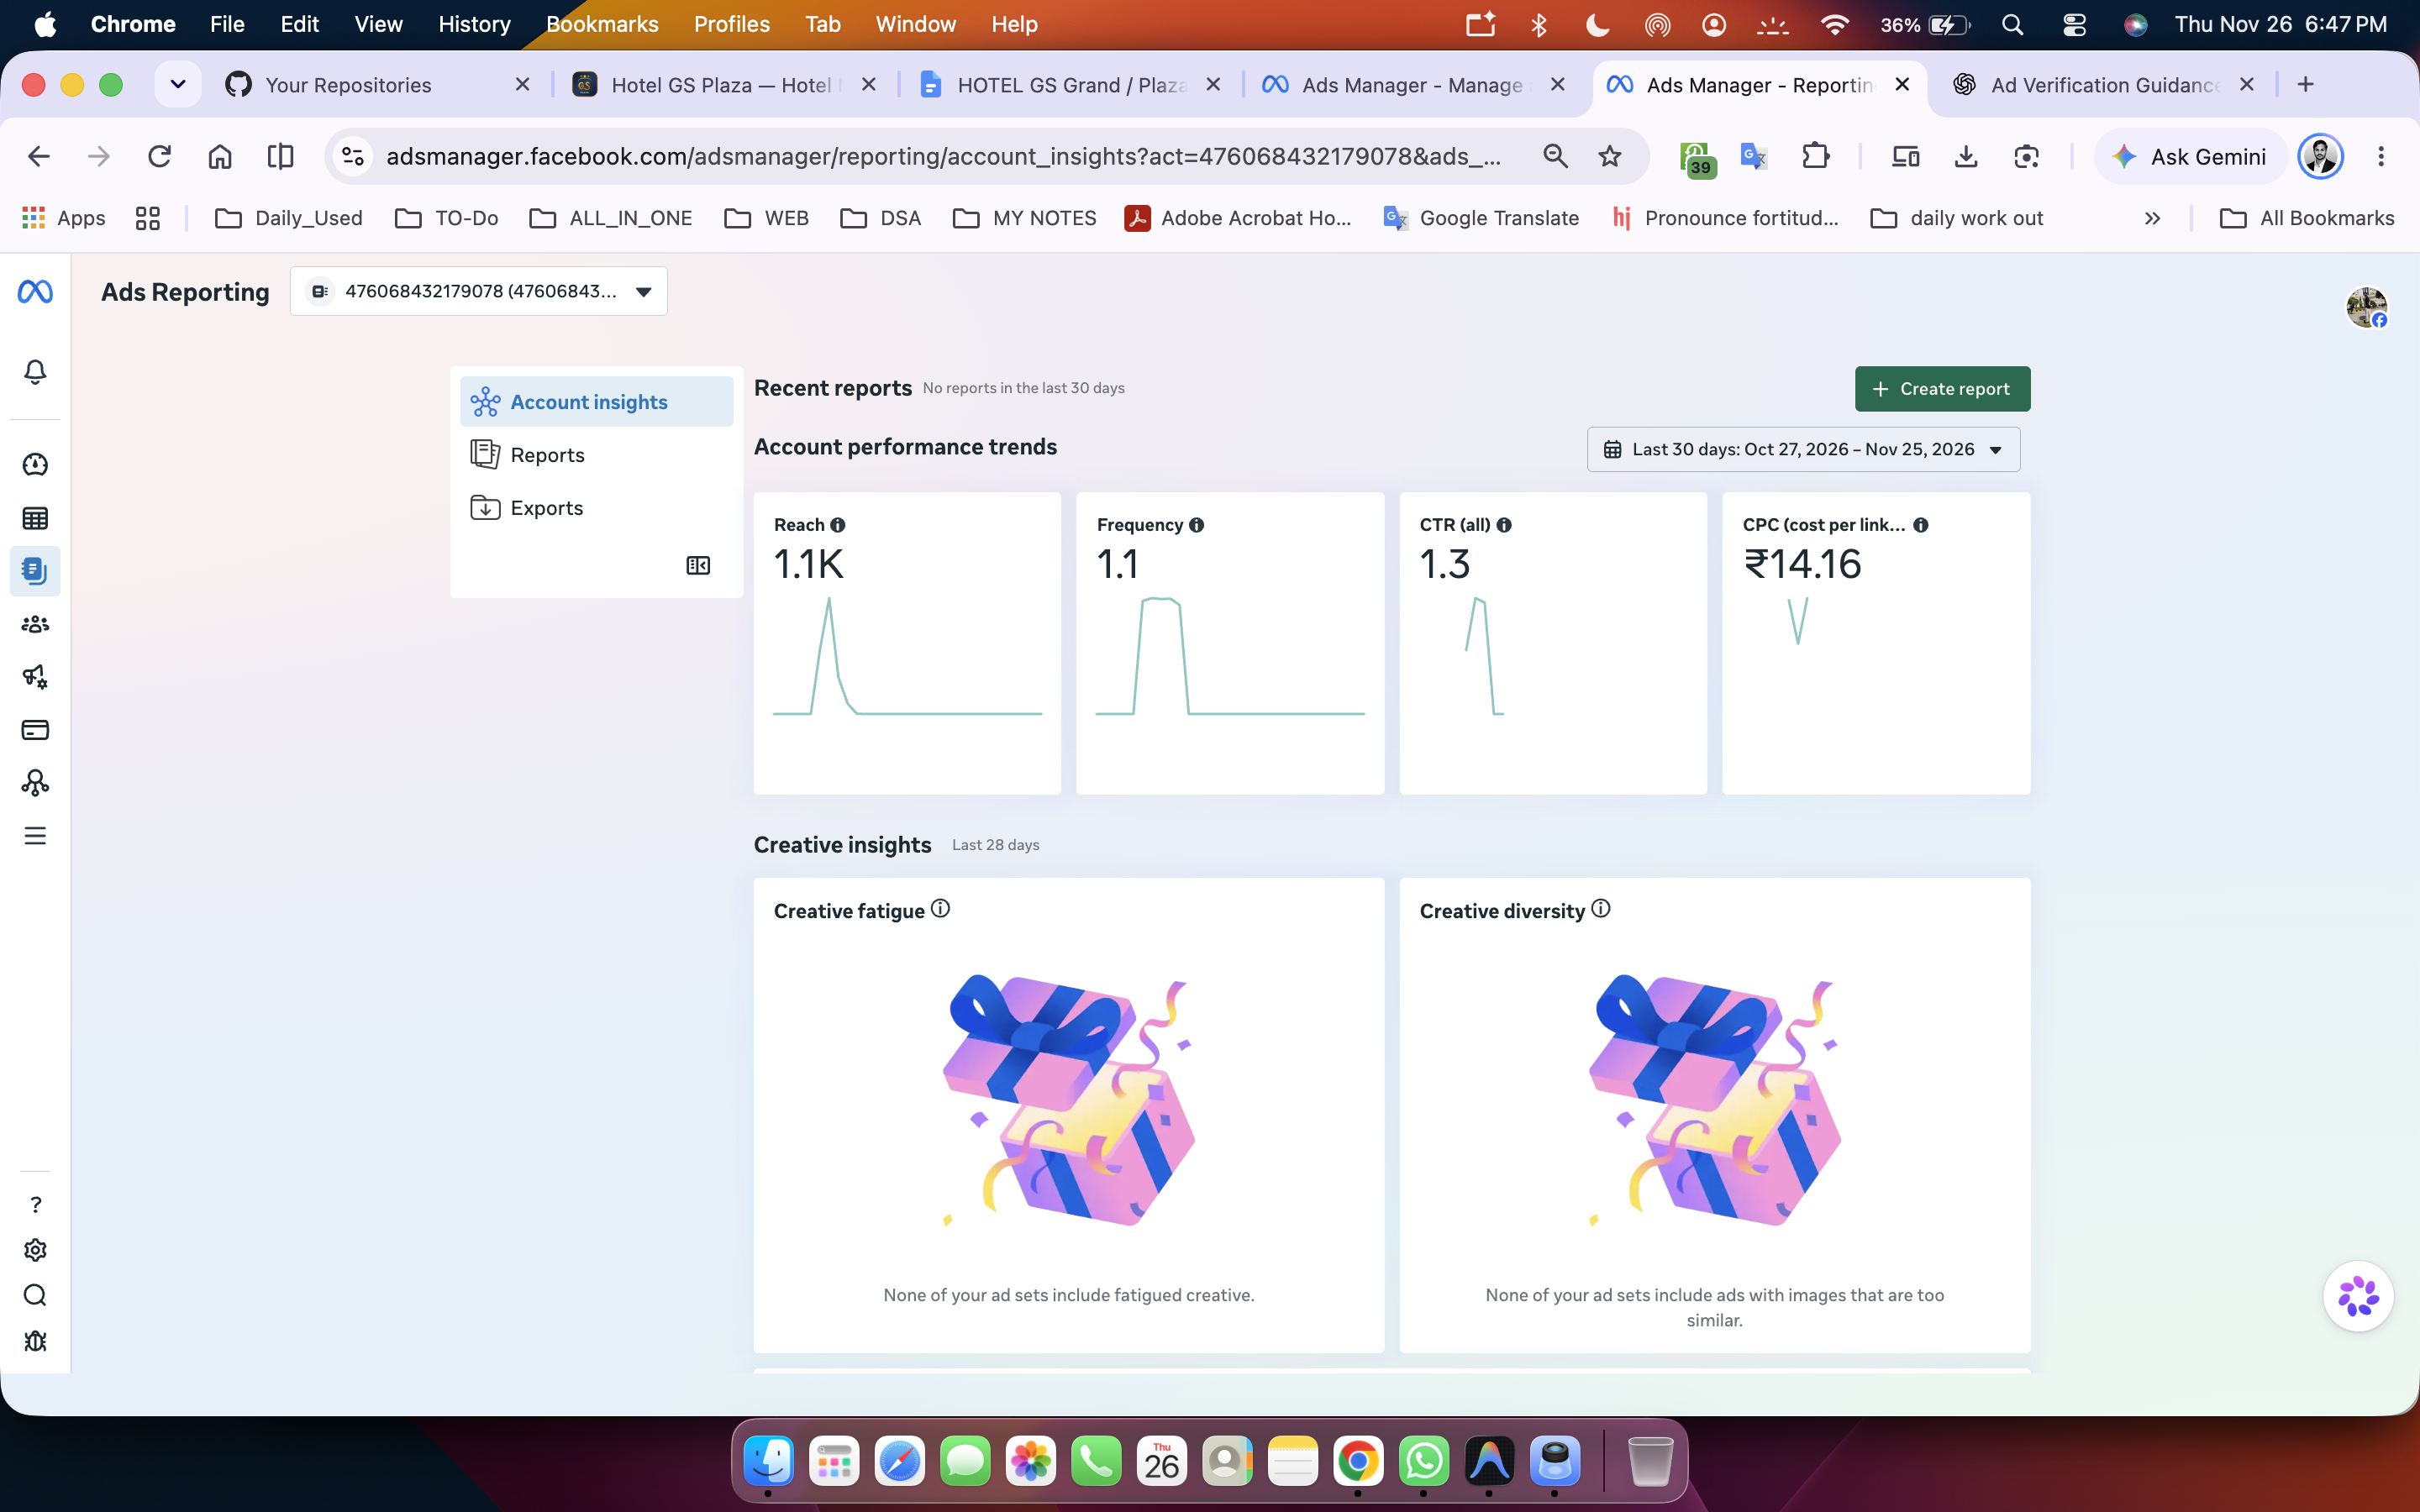 Chrome File Edit View History Bookmarks Profiles Tab Window Help 36% Thu Nov 26 6:47 PM
Your Repositories Hotel GS Plaza — Hotel HOTEL GS Grand / Plaza Ads Manager - Manage Ads Manager - Reportin Ad Verification Guidance
adsmanager.facebook.com/adsmanager/reporting/account_insights?act=476068432179078&ads_... 39 Ask Gemini
Apps Daily_Used TO-Do ALL_IN_ONE WEB DSA MY NOTES Adobe Acrobat Ho... Google Translate Pronounce fortitud... daily work out » All Bookmarks
Ads Reporting 476068432179078 (47606843...
Account insights
Reports
Exports
Recent reports No reports in the last 30 days + Create report
Account performance trends Last 30 days: Oct 27, 2026 – Nov 25, 2026
Reach
1.1K
Frequency
1.1
CTR (all)
1.3
CPC (cost per link...
₹14.16
Creative insights Last 28 days
Creative fatigue
None of your ad sets include fatigued creative.
Creative diversity
None of your ad sets include ads with images that are too
similar.
Thu
26